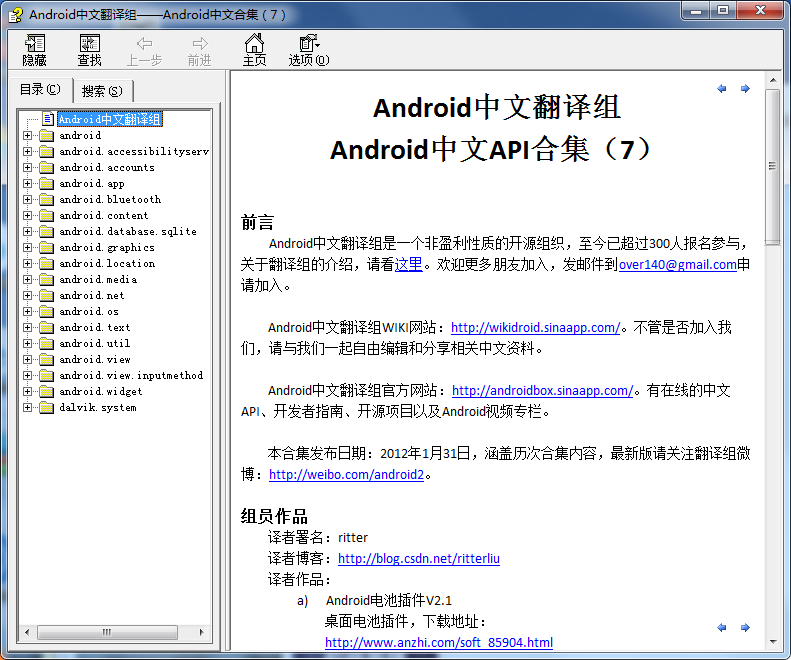 Android中文翻译组——Android中文合集（7）
隐藏 查找 上一步 前进 主页 选项(O)
目录(C) 搜索(S)
Android中文翻译组
android
android.accessibilityserv
android.accounts
android.app
android.bluetooth
android.content
android.database.sqlite
android.graphics
android.location
android.media
android.net
android.os
android.text
android.util
android.view
android.view.inputmethod
android.widget
dalvik.system
Android中文翻译组
Android中文API合集（7）
前言
Android中文翻译组是一个非盈利性质的开源组织，至今已超过300人报名参与，
关于翻译组的介绍，请看这里。欢迎更多朋友加入，发邮件到over140@gmail.com申
请加入。
Android中文翻译组WIKI网站：http://wikidroid.sinaapp.com/。不管是否加入我
们，请与我们一起自由编辑和分享相关中文资料。
Android中文翻译组官方网站：http://androidbox.sinaapp.com/。有在线的中文
API、开发者指南、开源项目以及Android视频专栏。
本合集发布日期：2012年1月31日，涵盖历次合集内容，最新版请关注翻译组微
博：http://weibo.com/android2。
组员作品
译者署名：ritter
译者博客：http://blog.csdn.net/ritterliu
译者作品：
a) Android电池插件V2.1
桌面电池插件，下载地址：
http://www.anzhi.com/soft_85904.html